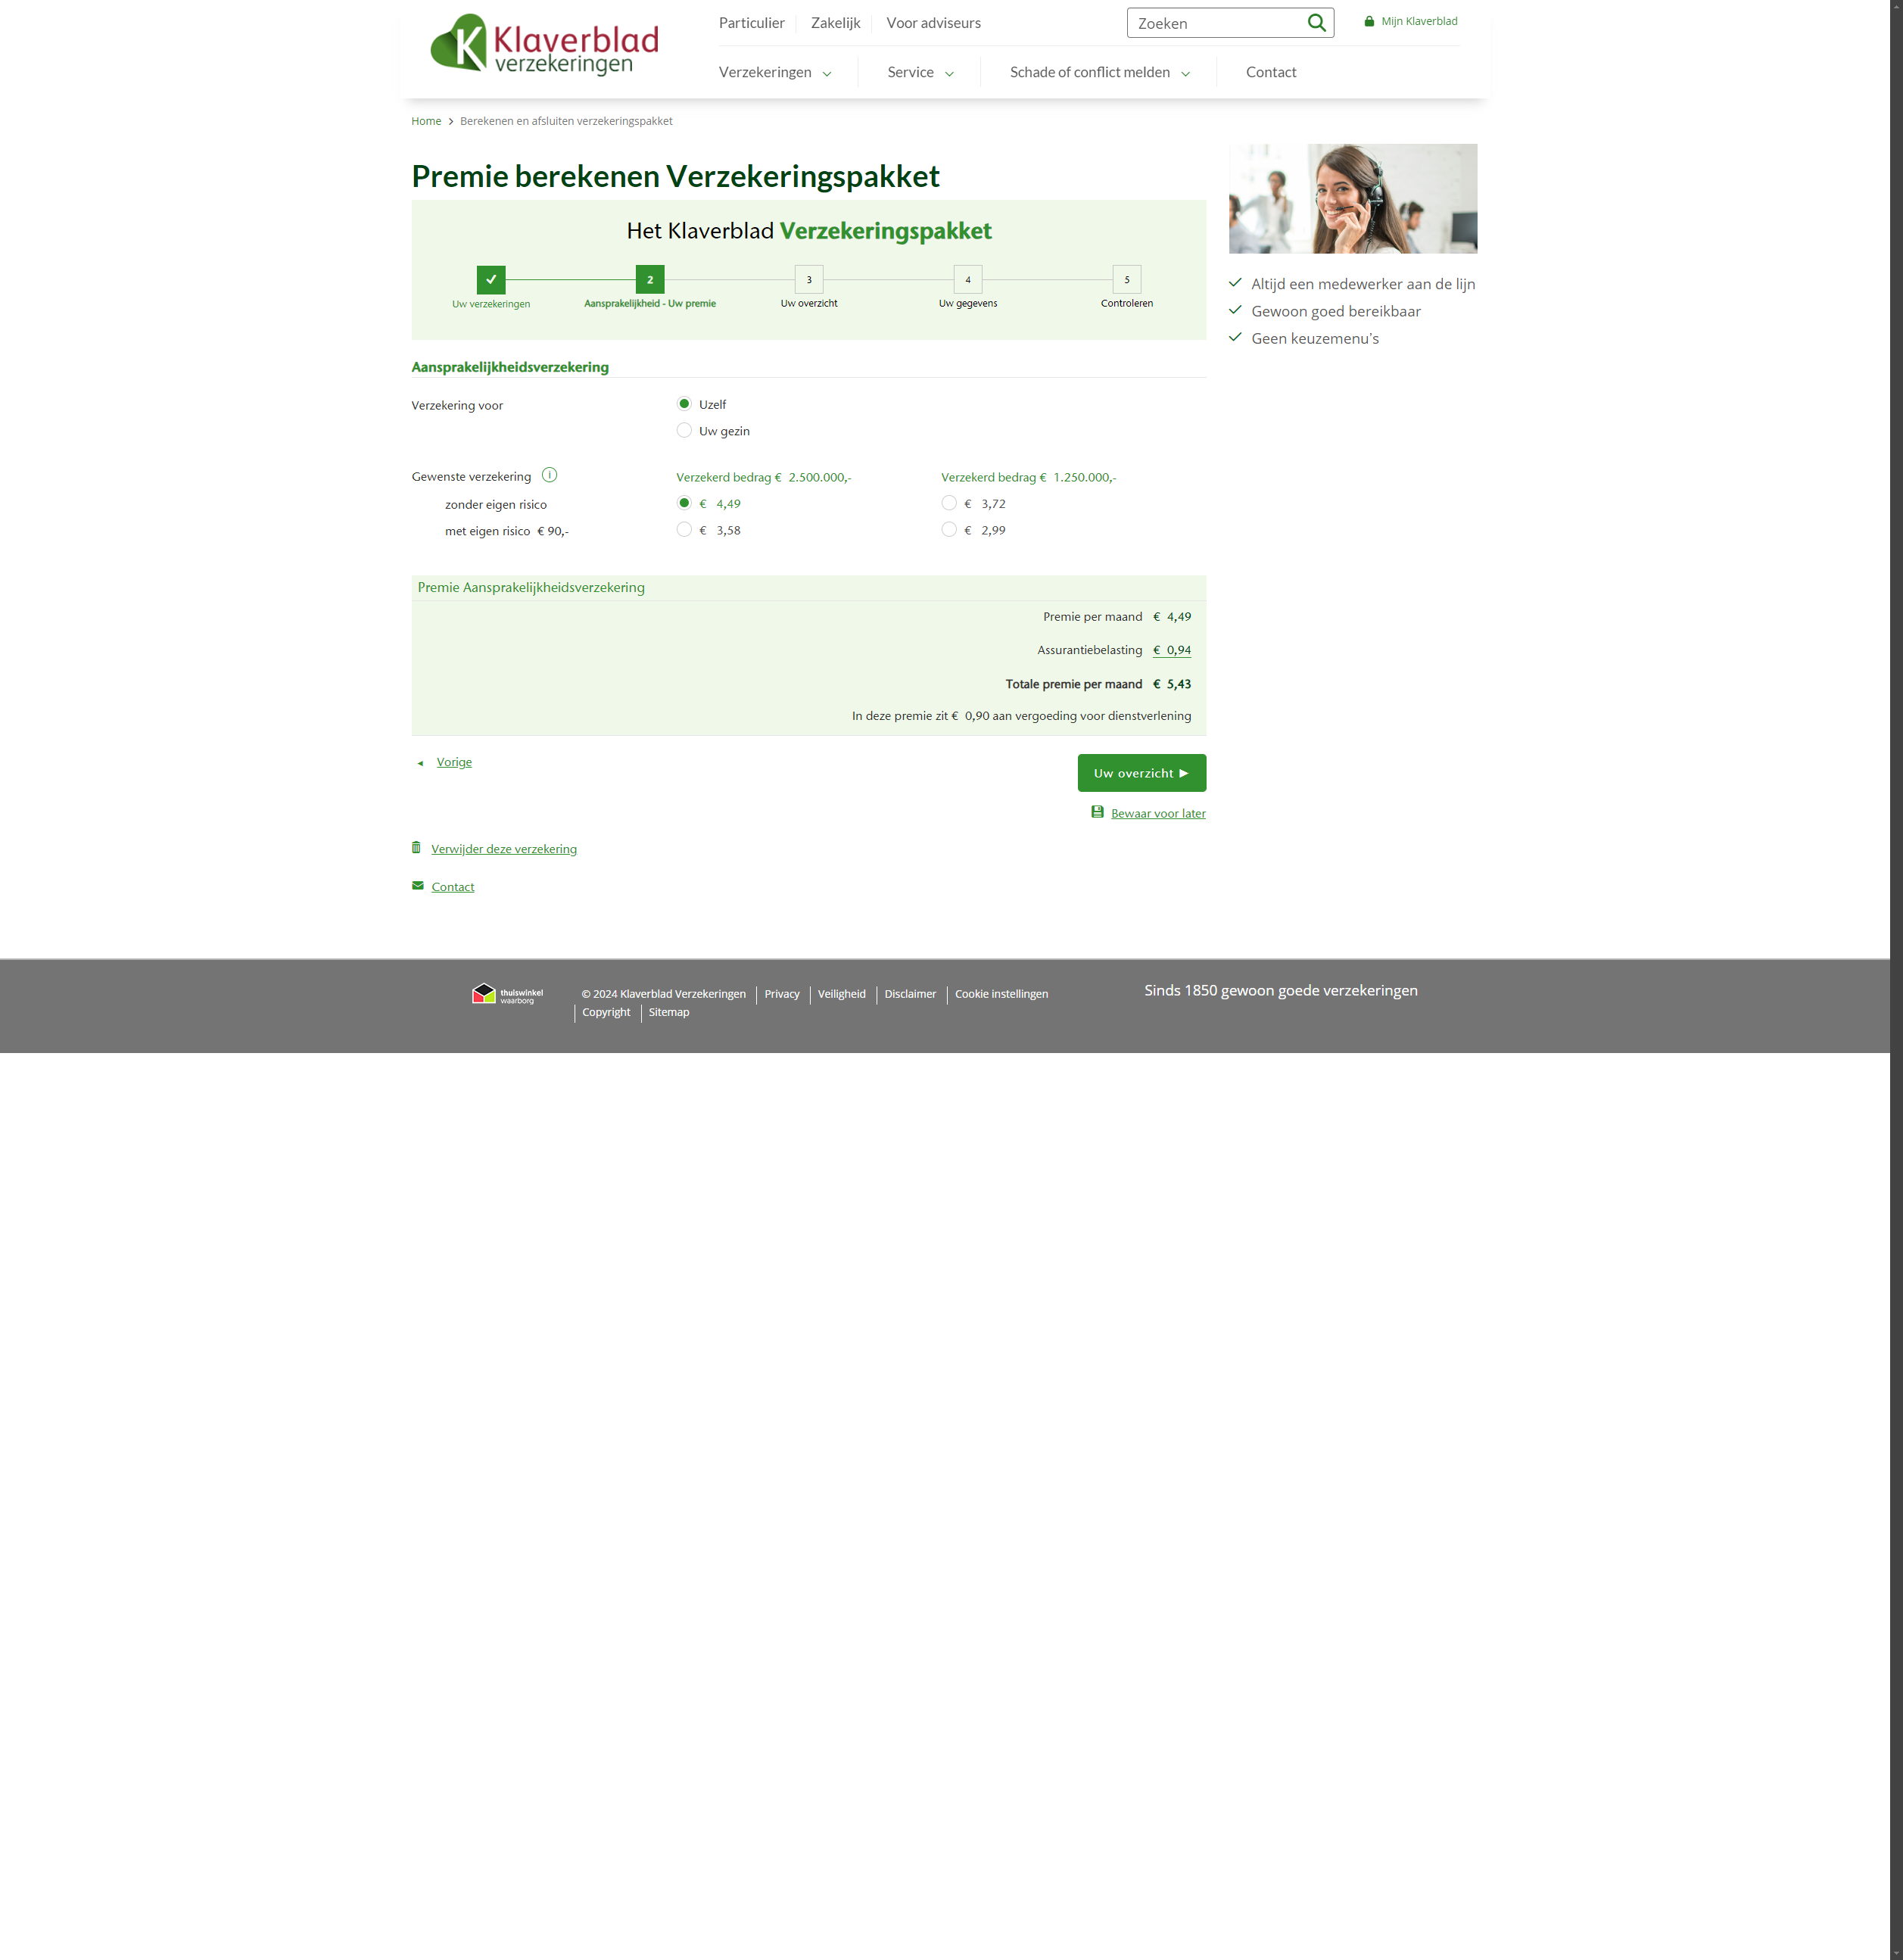 Klaverblad
verzekeringen
Particulier Zakelijk Voor adviseurs
Zoeken
Mijn Klaverblad
Verzekeringen Service Schade of conflict melden Contact
Home Berekenen en afsluiten verzekeringspakket
Premie berekenen Verzekeringspakket
Het Klaverblad Verzekeringspakket
2 3 4 5
Uw verzekeringen Aansprakelijkheid - Uw premie Uw overzicht Uw gegevens Controleren
Altijd een medewerker aan de lijn
Gewoon goed bereikbaar
Geen keuzemenu's
Aansprakelijkheidsverzekering
Verzekering voor Uzelf
Uw gezin
Gewenste verzekering i Verzekerd bedrag € 2.500.000,- Verzekerd bedrag € 1.250.000,-
zonder eigen risico € 4,49 € 3,72
met eigen risico € 90,- € 3,58 € 2,99
Premie Aansprakelijkheidsverzekering
Premie per maand € 4,49
Assurantiebelasting € 0,94
Totale premie per maand € 5,43
In deze premie zit € 0,90 aan vergoeding voor dienstverlening
◄ Vorige
Uw overzicht ►
Bewaar voor later
Verwijder deze verzekering
Contact
thuiswinkel
waarborg
© 2024 Klaverblad Verzekeringen Privacy Veiligheid Disclaimer Cookie instellingen
Copyright Sitemap
Sinds 1850 gewoon goede verzekeringen